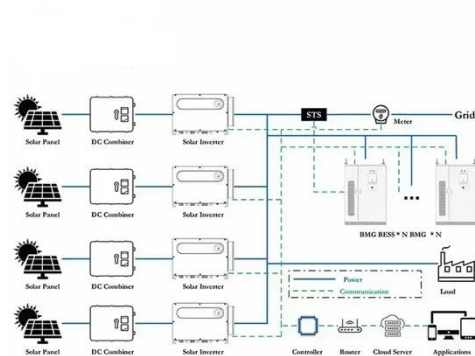 STS
Meter
Grid
Solar Panel DC Combiner Solar Inverter
Solar Panel DC Combiner Solar Inverter
BMG BESS * N BMG * N
Solar Panel DC Combiner Solar Inverter
Power
Communication
Loud
Solar Panel DC Combiner Solar Inverter
Controller Router Cloud Server Applications